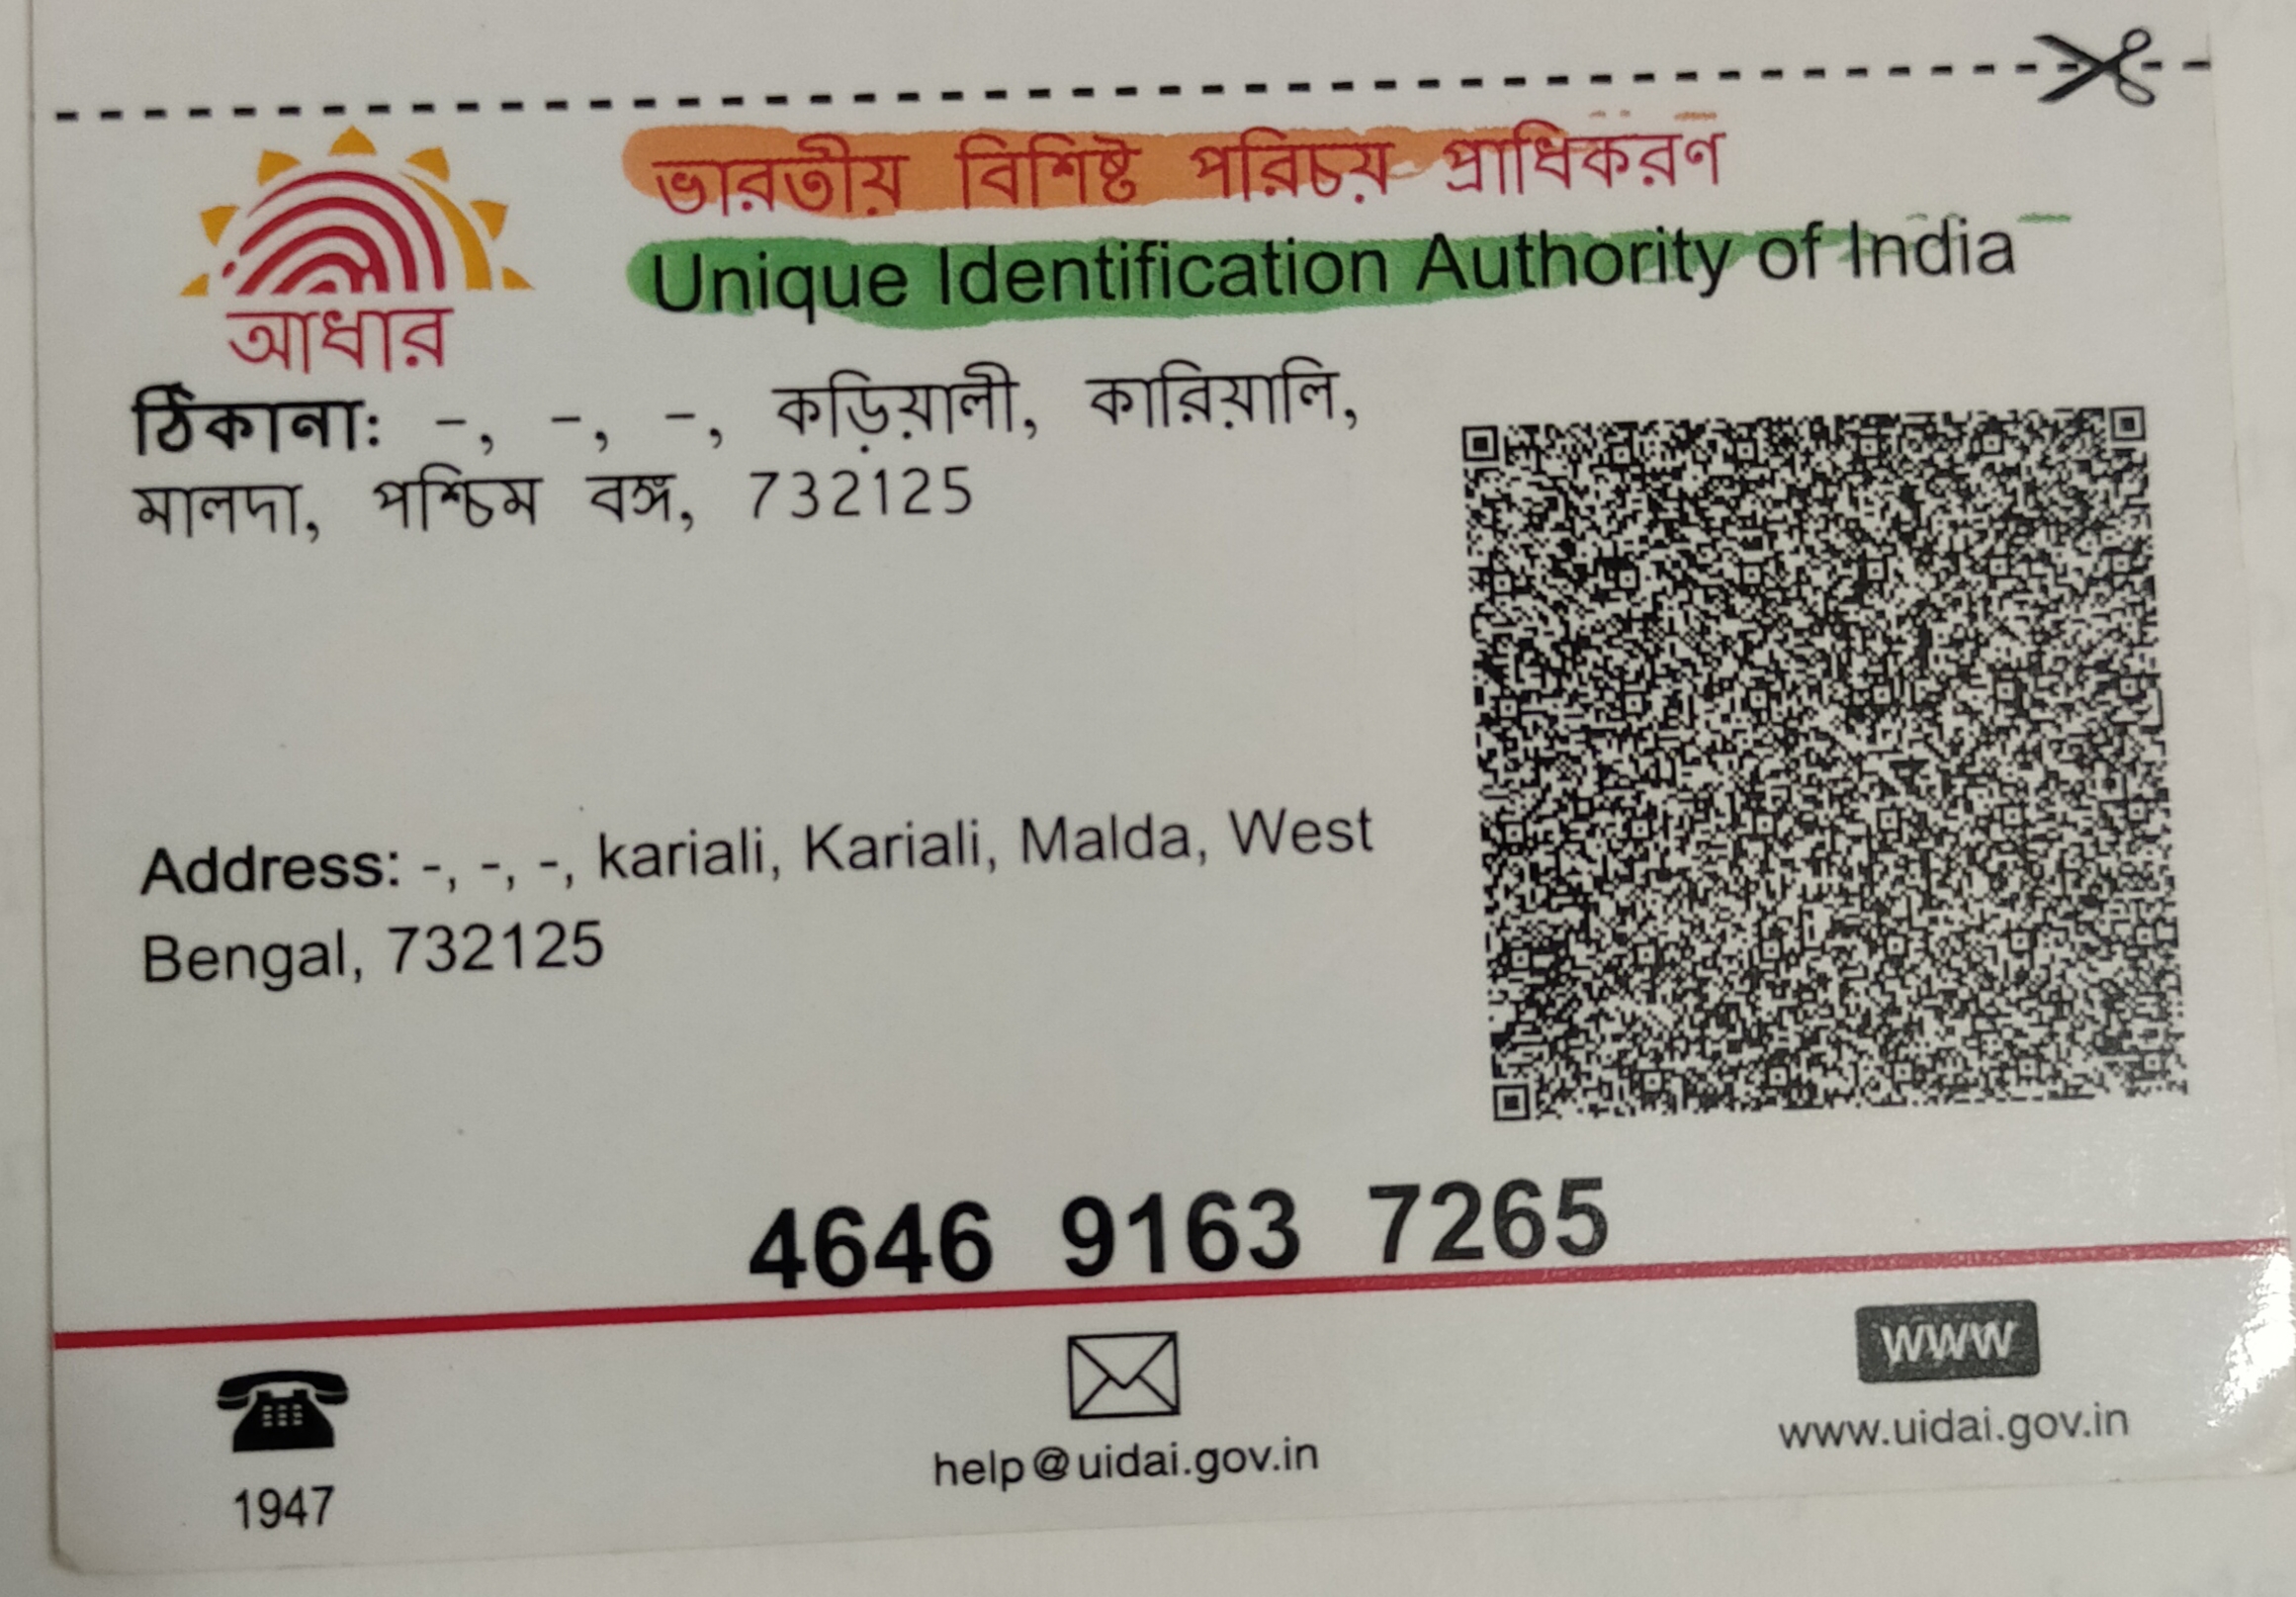 ভারতীয় বিশিষ্ট পরিচয় প্রাধিকরণ
Unique Identification Authority of India
আধার
ঠিকানা: -, -, -, কড়িয়ালী, কারিয়ালি,
মালদা, পশ্চিম বঙ্গ, 732125
Address: -, -, -, kariali, Kariali, Malda, West
Bengal, 732125
4646 9163 7265
1947
help@uidai.gov.in
www
www.uidai.gov.in